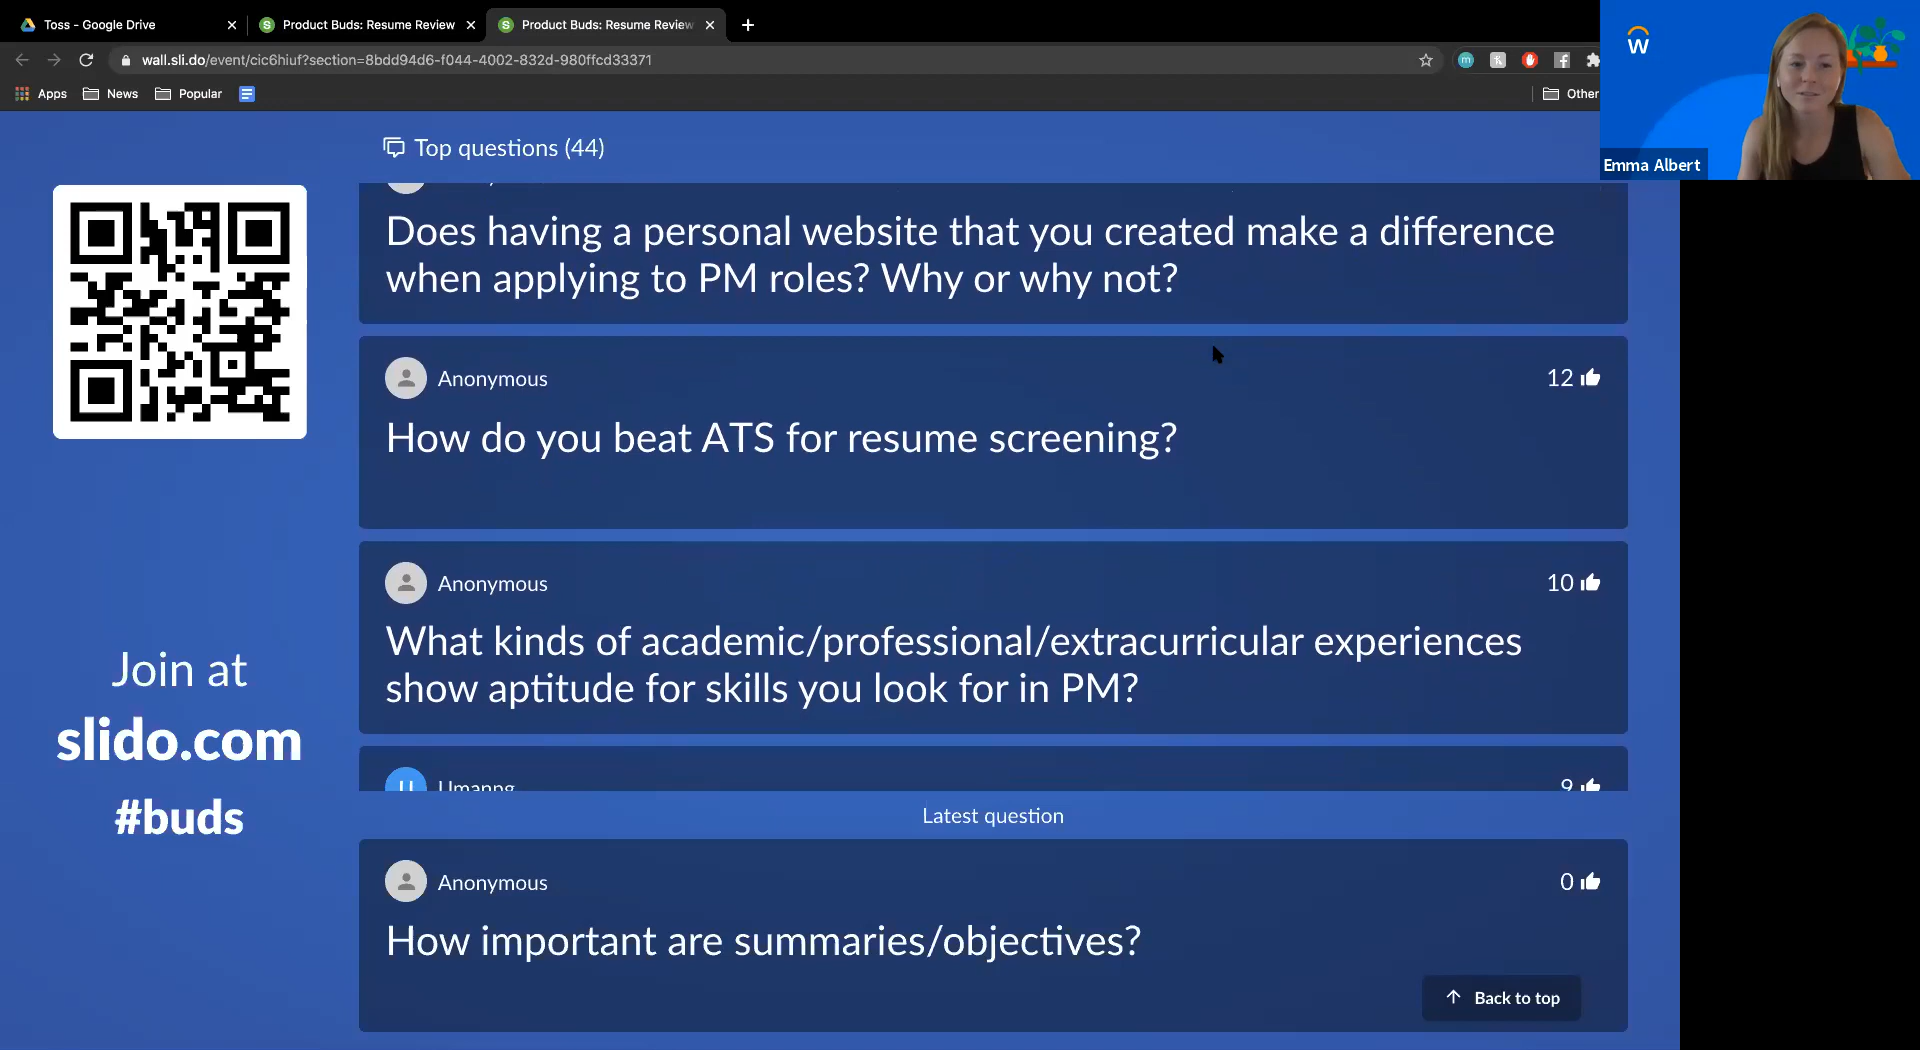 Toss - Google Drive
Product Buds: Resume Review
Product Buds: Resume Review
wall.sli.do/event/cic6hiuf?section=8bdd94d6-f044-4002-832d-980ffcd33371
Apps
News
Popular
Other
W
Emma Albert
Top questions (44)
Does having a personal website that you created make a difference
when applying to PM roles? Why or why not?
Anonymous
12
How do you beat ATS for resume screening?
Anonymous
10
What kinds of academic/professional/extracurricular experiences
show aptitude for skills you look for in PM?
Join at
slido.com
#buds
U
Umanng
9
Latest question
Anonymous
0
How important are summaries/objectives?
Back to top